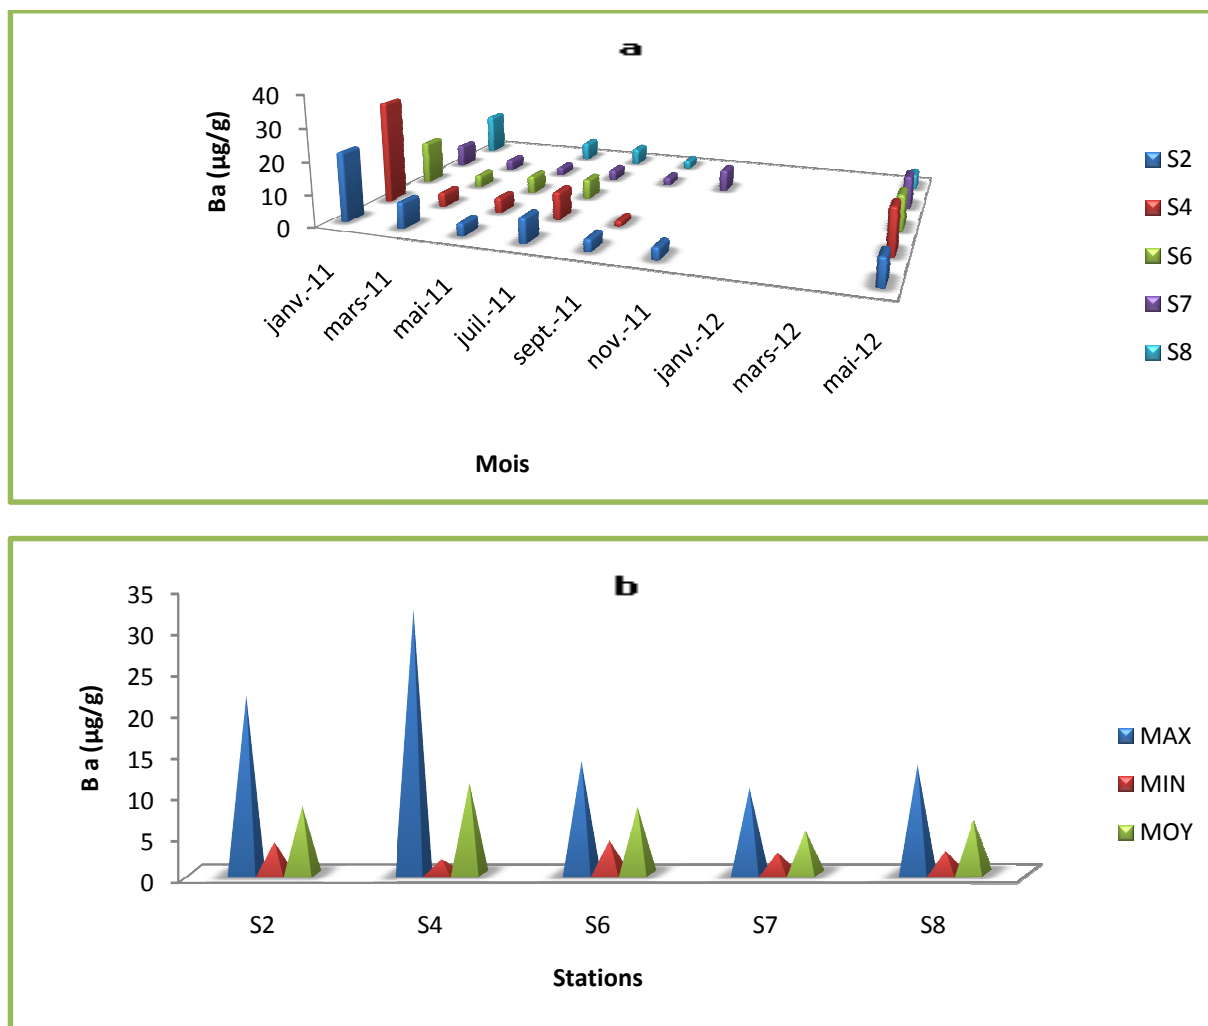 a
40
30
20
10
0
Ba (µg/g)
janv.-11
mars-11
mai-11
juil.-11
sept.-11
nov.-11
janv.-12
mars-12
mai-12
Mois
S2
S4
S6
S7
S8
b
35
30
25
20
15
10
5
0
B a (µg/g)
S2
S4
S6
S7
S8
Stations
MAX
MIN
MOY